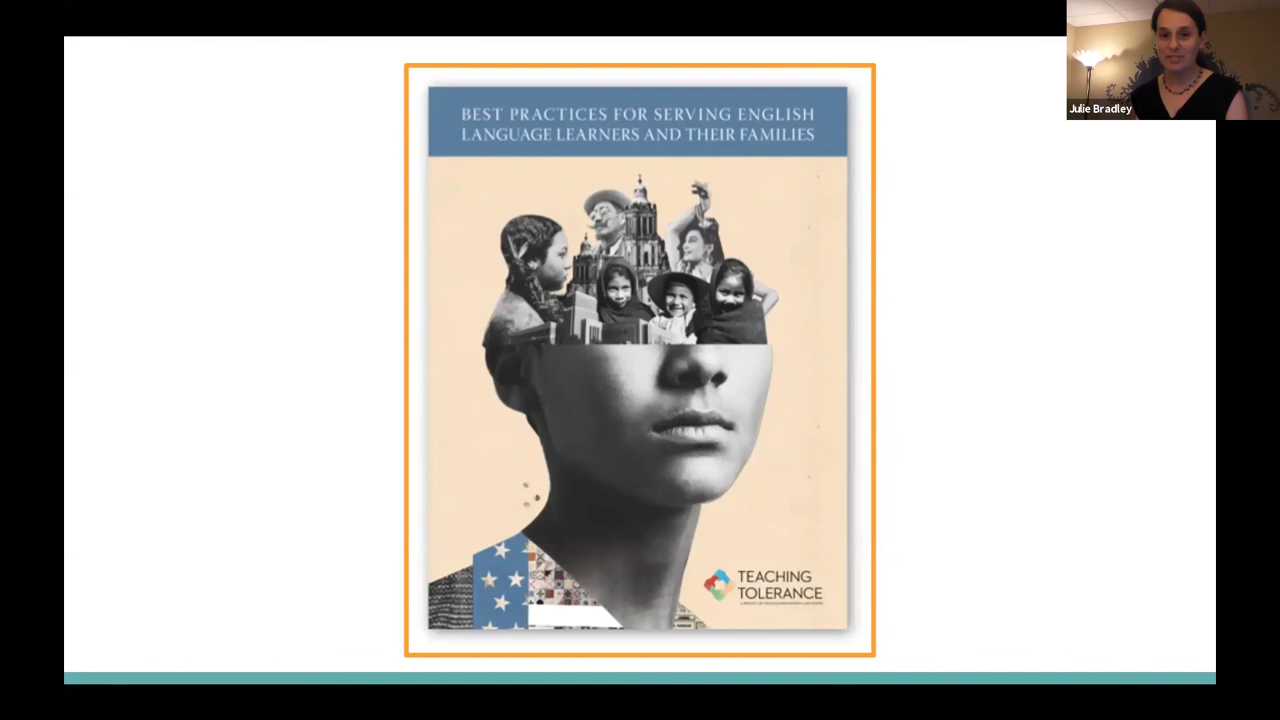 BEST PRACTICES FOR SERVING ENGLISH
LANGUAGE LEARNERS AND THEIR FAMILIES
TEACHING
TOLERANCE
Julie Bradley